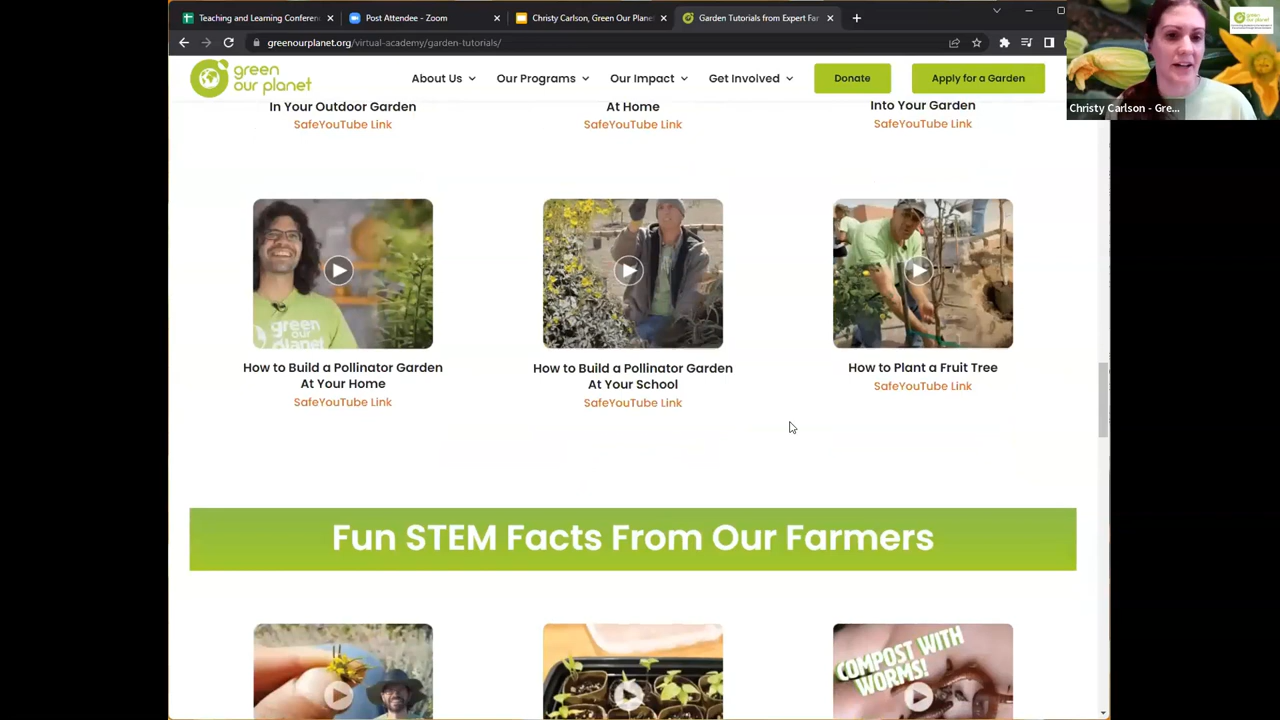 Teaching and Learning Conferen
Post Attendee - Zoom
Christy Carlson, Green Our Plane
Garden Tutorials from Expert Far
greenourplanet.org/virtual-academy/garden-tutorials/
green our planet
About Us
Our Programs
Our Impact
Get Involved
Donate
Apply for a Garden
Christy Carlson - Gre...
In Your Outdoor Garden
SafeYouTube Link
At Home
SafeYouTube Link
Into Your Garden
SafeYouTube Link
green our
How to Build a Pollinator Garden
At Your Home
SafeYouTube Link
How to Build a Pollinator Garden
At Your School
SafeYouTube Link
How to Plant a Fruit Tree
SafeYouTube Link
Fun STEM Facts From Our Farmers
COMPOST WITH
WORMS!